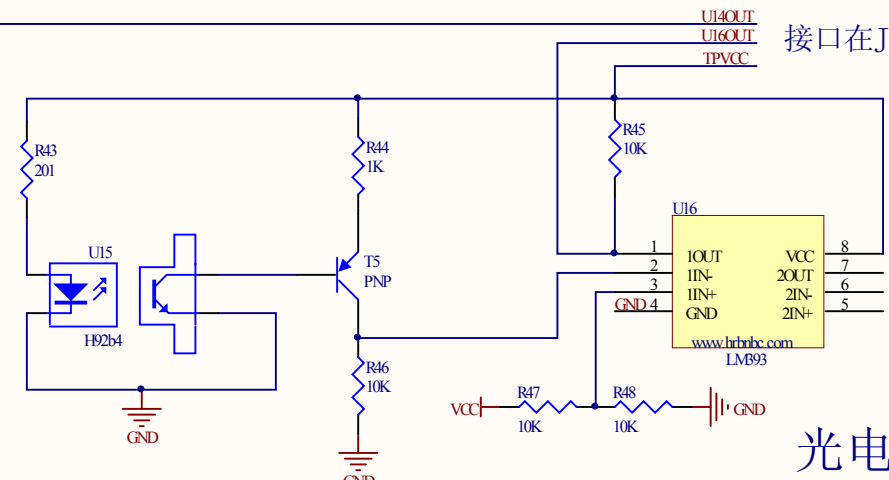 U14OUT
U16OUT
接口在J
TPVCC
R43
201
R44
1K
R45
10K
U16
U15
T5
PNP
H92b4
1 1OUT VCC 8
2 1IN- 2OUT 7
3 1IN+ 2IN- 6
GND 4 GND 2IN+ 5
www.hrbnbc.com
LM393
R46
10K
VCC
R47
10K
R48
10K
GND
GND
GND
光电